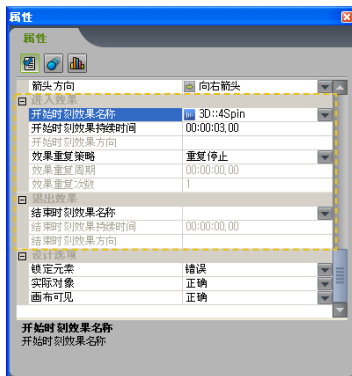 属性
属性
箭头方向 向右箭头
进入效果
开始时刻效果名称 3D::4Spin
开始时刻效果持续时间 00:00:03,00
开始时刻效果方向
效果重复策略 重复停止
效果重复周期 00:00:00,00
效果重复次数 1
退出效果
结束时刻效果名称
结束时刻效果持续时间 00:00:00,00
结束时刻效果方向
设计选项
锁定元素 错误
实际对象 正确
画布可见 正确
开始时刻效果名称
开始时刻效果名称